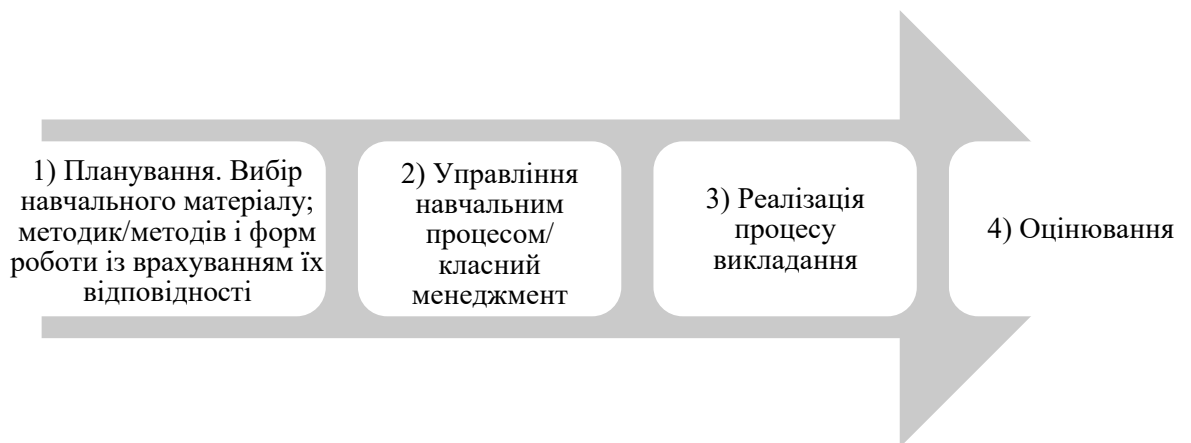 1) Планування. Вибір
навчального матеріалу;
методик/методів і форм
роботи із врахуванням їх
відповідності
2) Управління
навчальним
процесом/
класний
менеджмент
3) Реалізація
процесу
викладання
4) Оцінювання